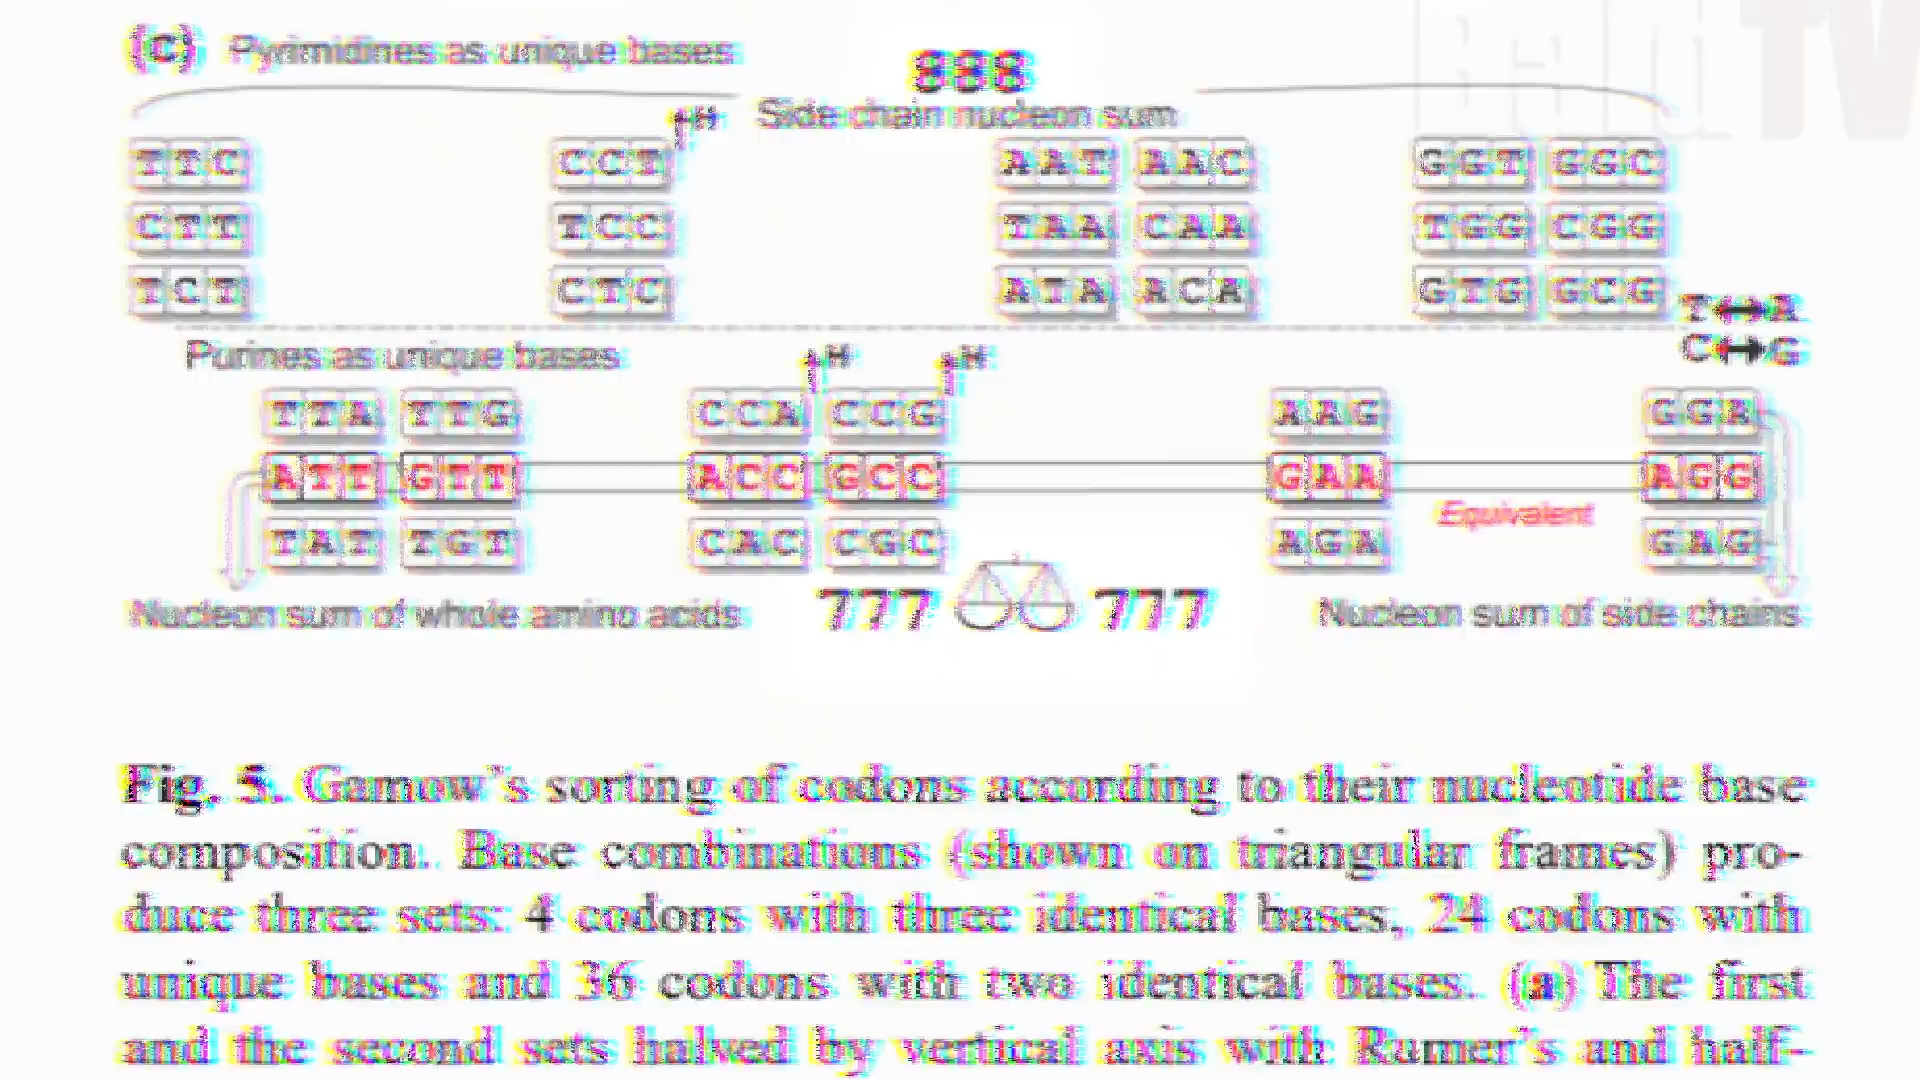 (c) Pyrimidines as unique bases
888
Side chain nucleon sum
H
TTC CCT AAT AAC GGT GGC
CTT TCC TAA CAA TGG CGG
TCT CTC ATA ACA GTG GCG
T↔A
C↔G
Purines as unique bases
H H
TTA TTG CCA CCG AAG GGA
ATT GTT ACC GCC GAA AGG
Equivalent
TAT TGT CAC CGC AGA GAG
777 777
Nucleon sum of whole amino acids
Nucleon sum of side chains
Fig. 5. Gamow's sorting of codons according to their nucleotide base
composition. Base combinations (shown on triangular frames) pro-
duce three sets: 4 codons with three identical bases, 24 codons with
unique bases and 36 codons with two identical bases. (a) The first
and the second sets halved by vertical axis with Rumer's and half-